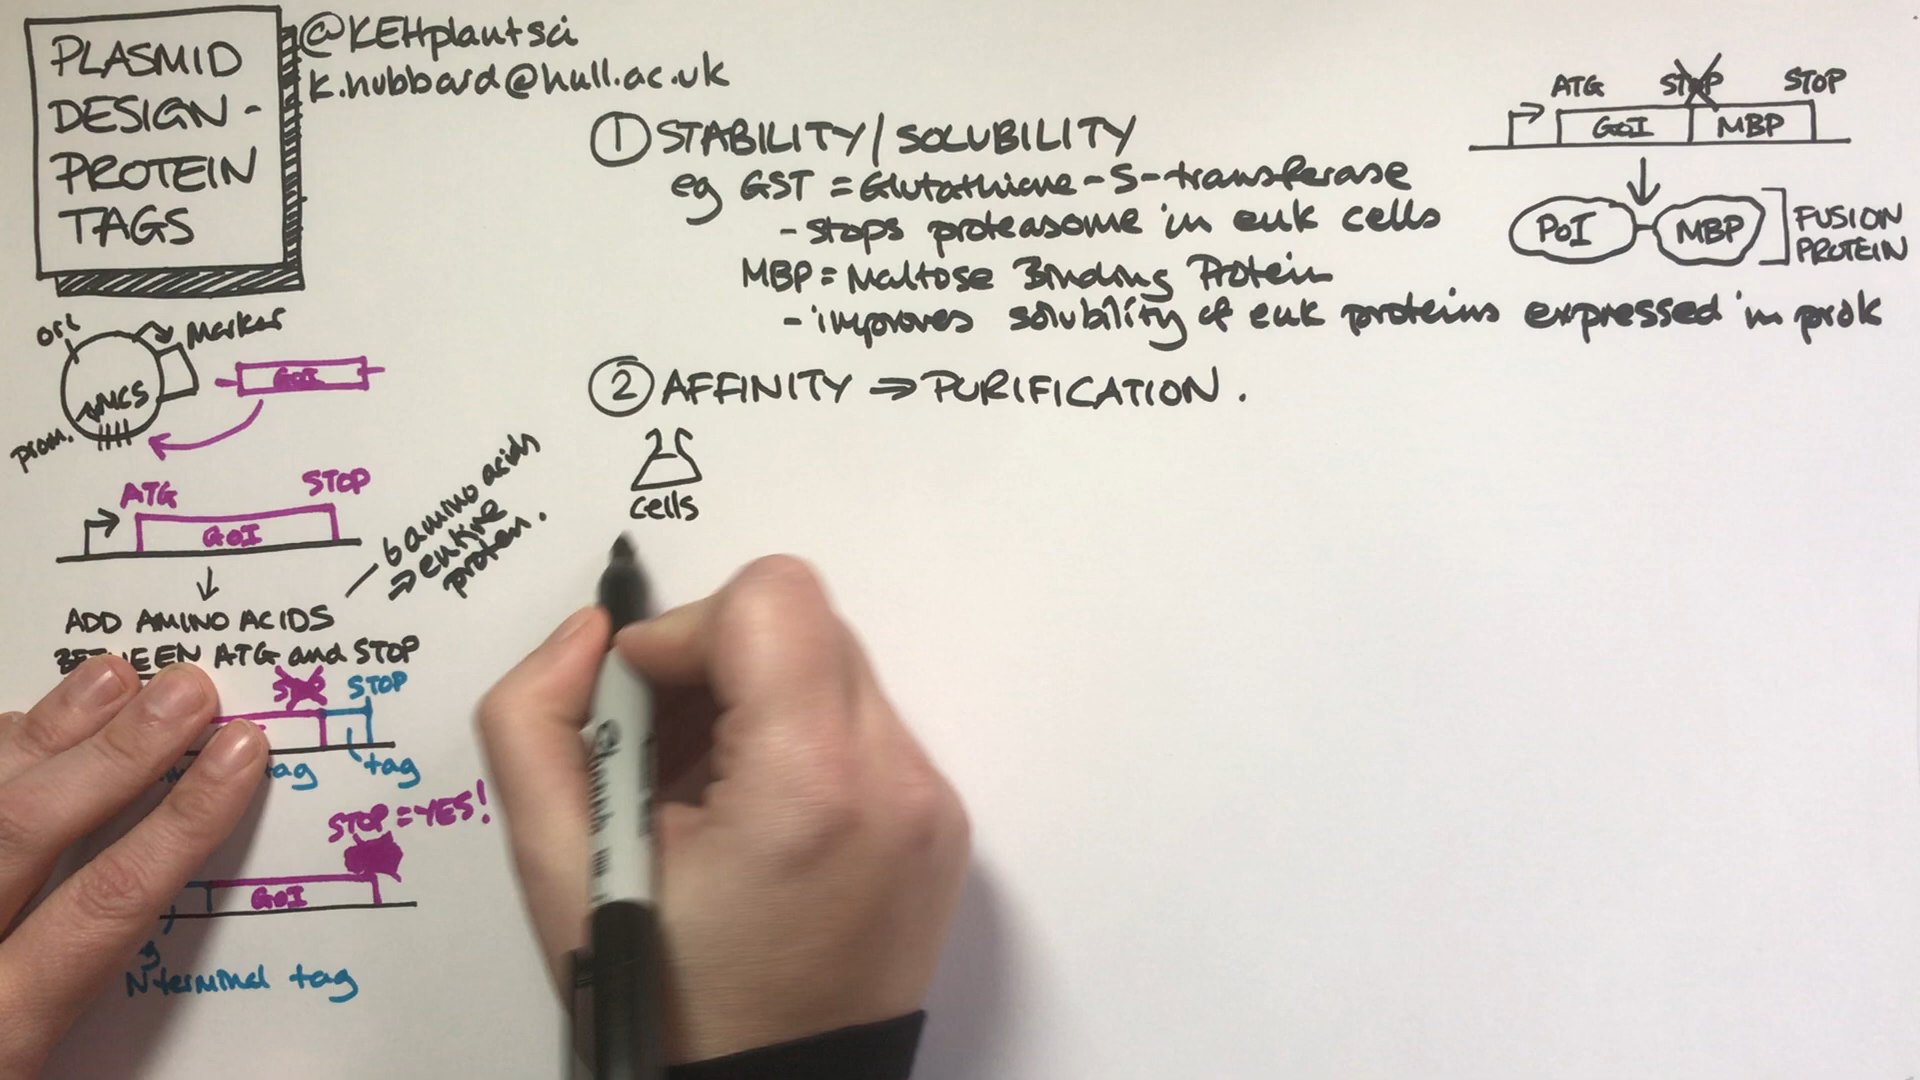 PLASMID
DESIGN -
PROTEIN
TAGS
@KEHplantsci
k.hubbard@hull.ac.uk
ori
Marker
MCS
prom.
GOI
ATG
STOP
GOI
6 amino acids
⇒ entire
protein.
ADD AMINO ACIDS
BETWEEN ATG and STOP
STOP
STOP
tag
tag
STOP = YES!
GOI
N terminal tag
① STABILITY/SOLUBILITY
eg GST = Glutathione-S-transferase
- stops proteasome in euk cells
MBP = Maltose Binding Protein
- improves solubility of euk proteins expressed in prok
② AFFINITY ⇒ PURIFICATION.
cells
ATG
STOP
STOP
GOI
MBP
POI
MBP
FUSION
PROTEIN